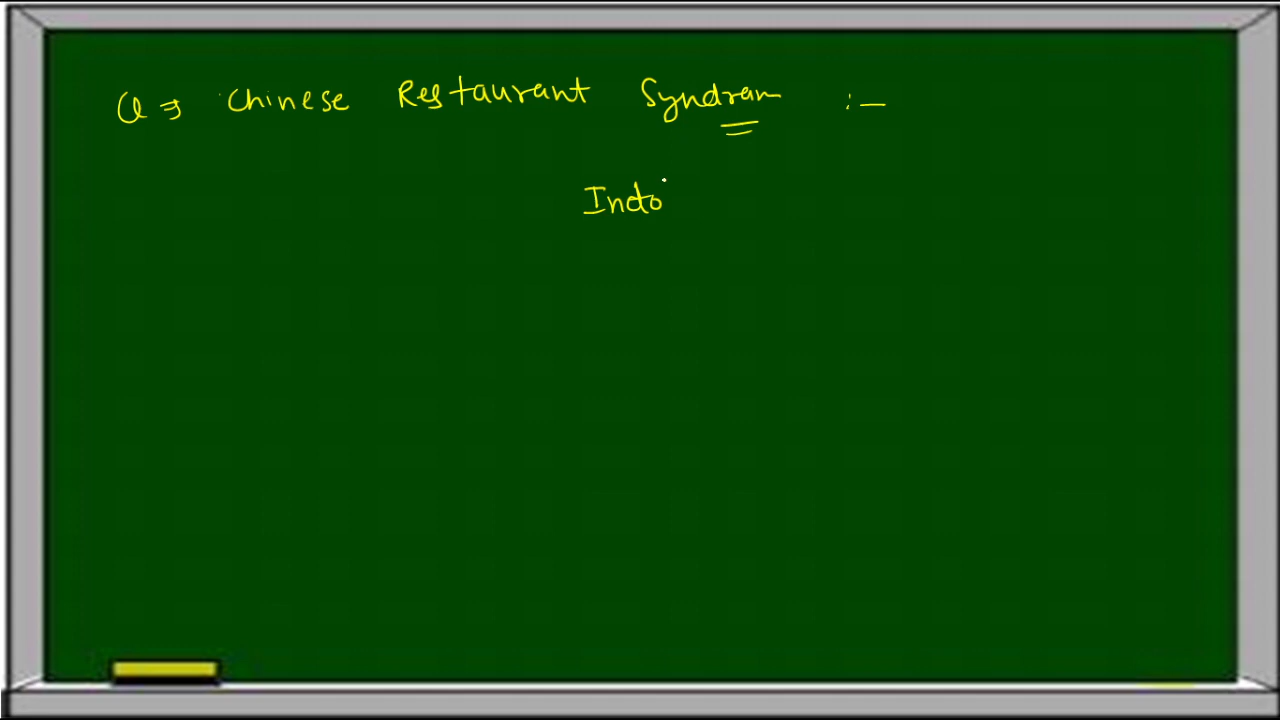 Q ⇒ Chinese Restaurant Syndram :-
Indo